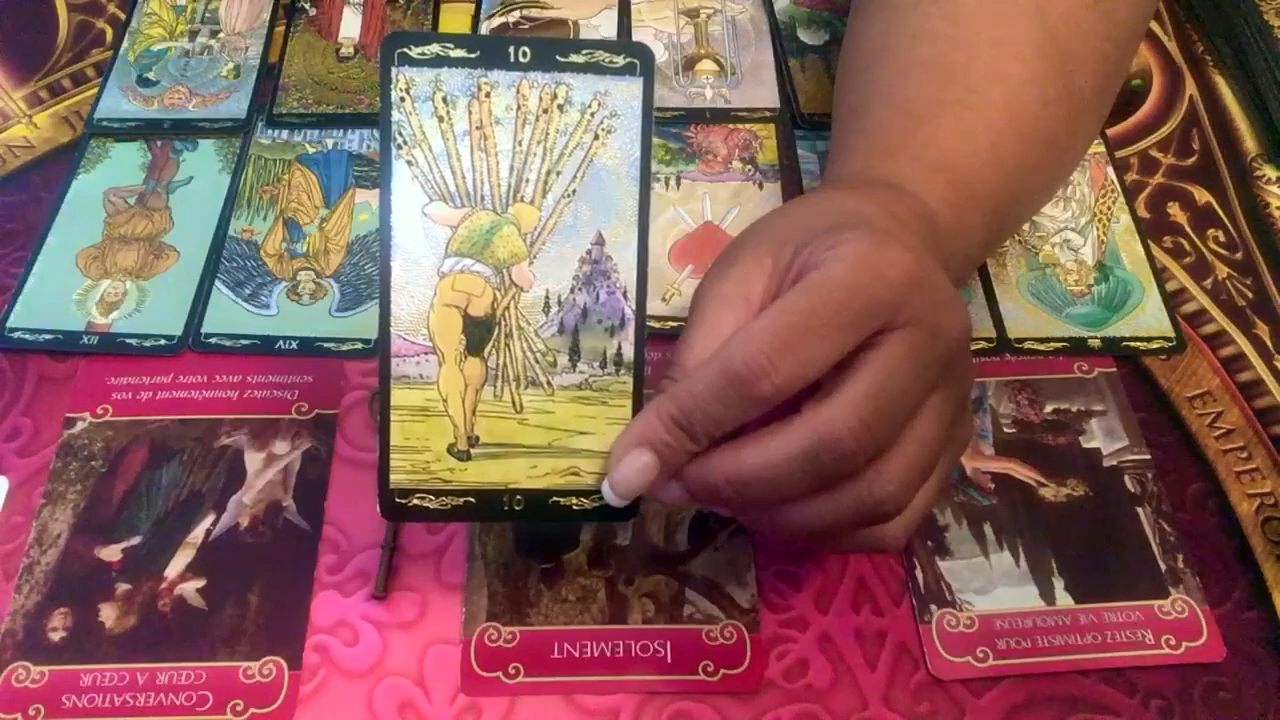 10
10
XII
XIV
Discutez honnêtement de vos
sentiments avec votre partenaire.
CONVERSATIONS
CŒUR À CŒUR
ISOLEMENT
RESTEZ OPTIMISTE POUR
VOTRE VIE AMOUREUSE
EMPERO